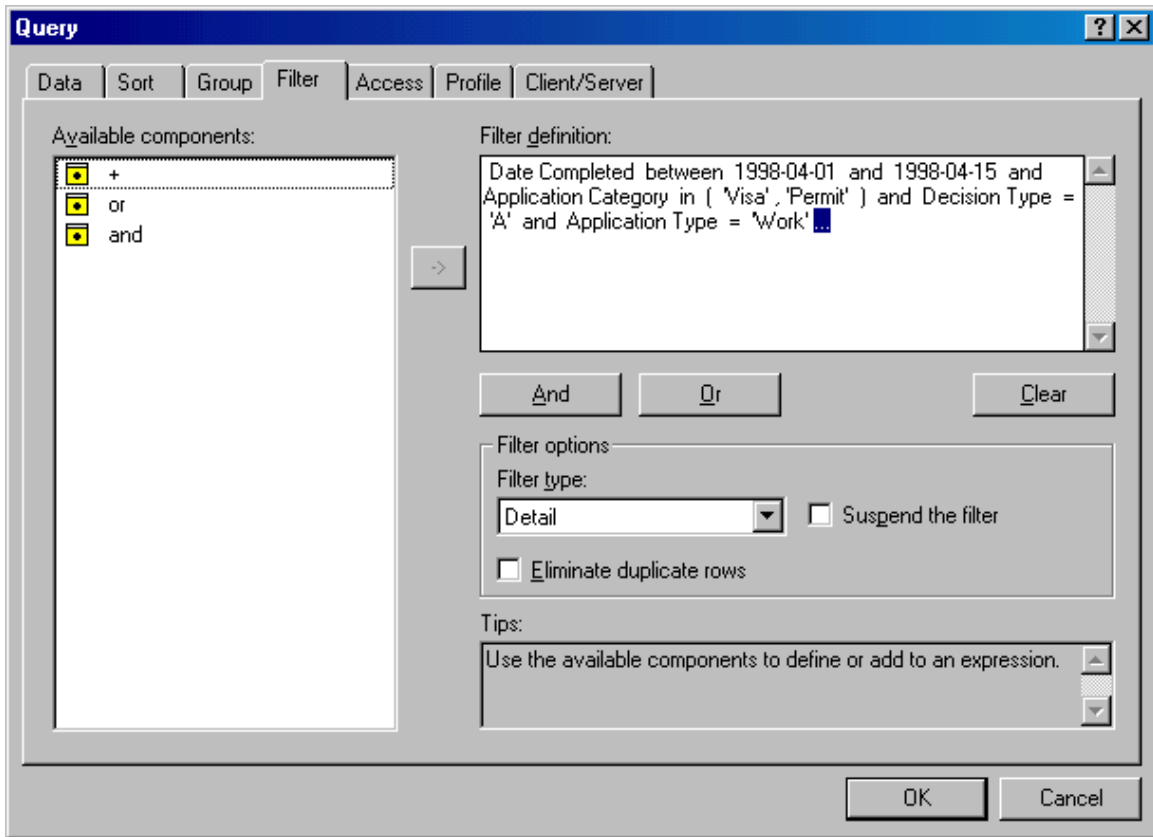 Query
Data Sort Group Filter Access Profile Client/Server
Available components:
+
or
and
->
Filter definition:
Date Completed between 1998-04-01 and 1998-04-15 and
Application Category in ( 'Visa' , 'Permit' ) and Decision Type =
'A' and Application Type = 'Work' ...
And Or Clear
Filter options
Filter type:
Detail
Suspend the filter
Eliminate duplicate rows
Tips:
Use the available components to define or add to an expression.
OK Cancel